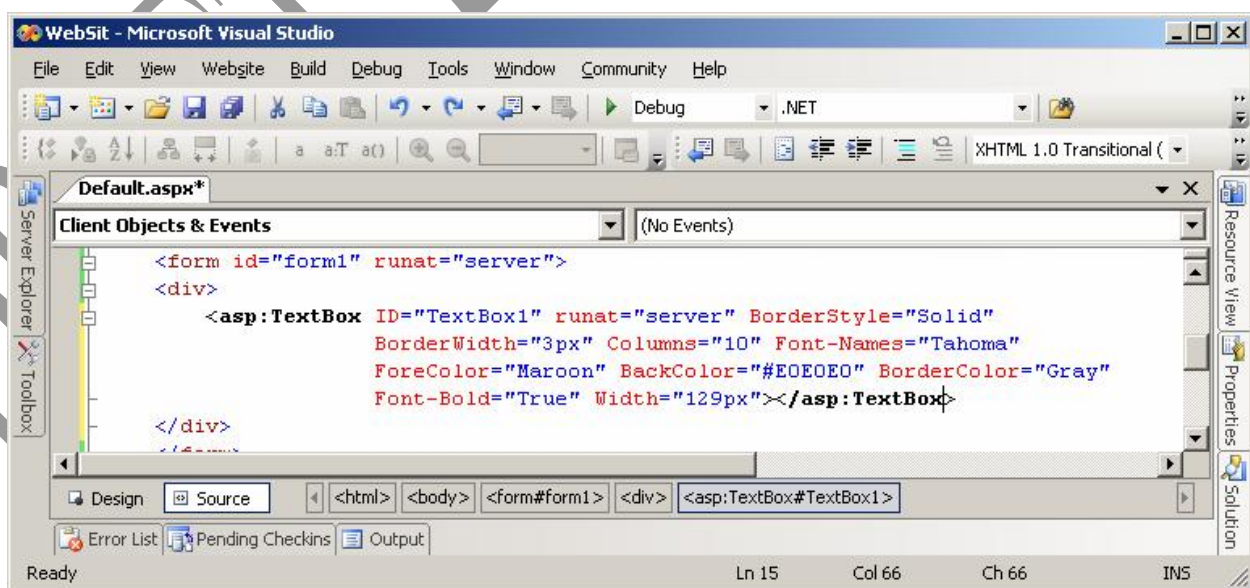 WebSit - Microsoft Visual Studio
File Edit View Website Build Debug Tools Window Community Help
Debug .NET
a a:T a() XHTML 1.0 Transitional (
Default.aspx*
Client Objects & Events (No Events)
<form id="form1" runat="server">
<div>
<asp:TextBox ID="TextBox1" runat="server" BorderStyle="Solid"
BorderWidth="3px" Columns="10" Font-Names="Tahoma"
ForeColor="Maroon" BackColor="#E0E0E0" BorderColor="Gray"
Font-Bold="True" Width="129px"></asp:TextBox>
</div>
Design Source <html> <body> <form#form1> <div> <asp:TextBox#TextBox1>
Error List Pending Checkins Output
Ready Ln 15 Col 66 Ch 66 INS
Server Explorer
Toolbox
Resource View
Properties
Solution